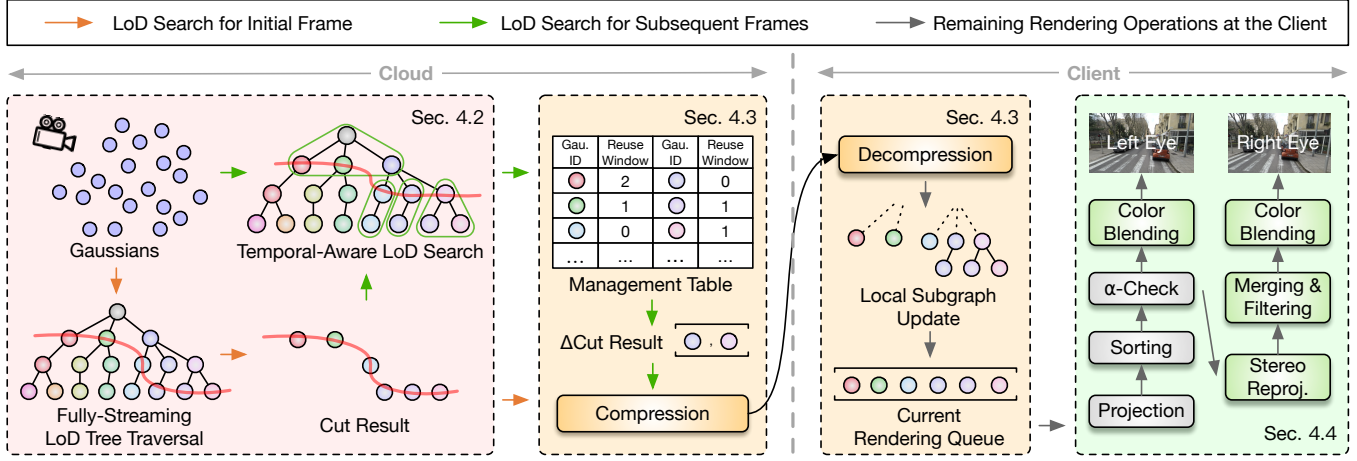 LoD Search for Initial Frame
LoD Search for Subsequent Frames
Remaining Rendering Operations at the Client
Cloud
Client
Sec. 4.2
Gaussians
Temporal-Aware LoD Search
Fully-Streaming
LoD Tree Traversal
Cut Result
Sec. 4.3
Gau. ID Reuse Window Gau. ID Reuse Window
2 0
1 1
0 1
... ... ... ...
Management Table
ΔCut Result ,
Compression
Sec. 4.3
Decompression
Local Subgraph
Update
Current
Rendering Queue
Left Eye
Right Eye
Color
Blending
Color
Blending
α-Check
Merging &
Filtering
Sorting
Stereo
Reproj.
Projection
Sec. 4.4